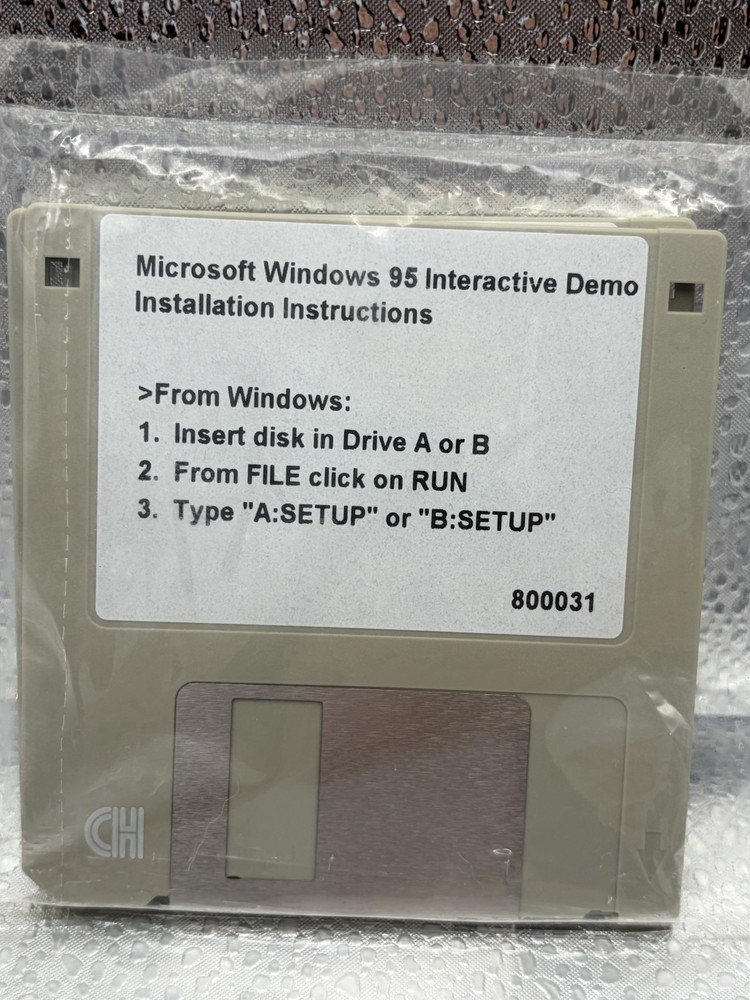 Microsoft Windows 95 Interactive Demo
Installation Instructions
>From Windows:
1. Insert disk in Drive A or B
2. From FILE click on RUN
3. Type "A:SETUP" or "B:SETUP"
800031
CH